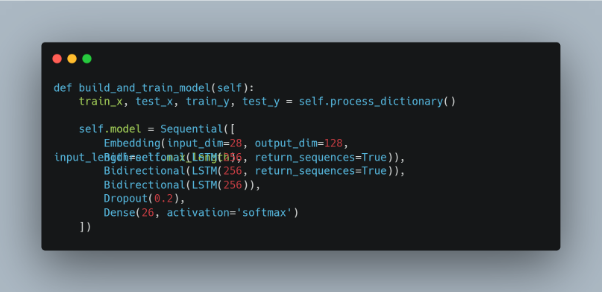 def build_and_train_model(self):
train_x, test_x, train_y, test_y = self.process_dictionary()
self.model = Sequential([
Embedding(input_dim=28, output_dim=128,
input_length=self.max_length
(LSTM(256, return_sequences=True)),
Bidirectional(LSTM(256, return_sequences=True)),
Bidirectional(LSTM(256)),
Dropout(0.2),
Dense(26, activation='softmax')
])